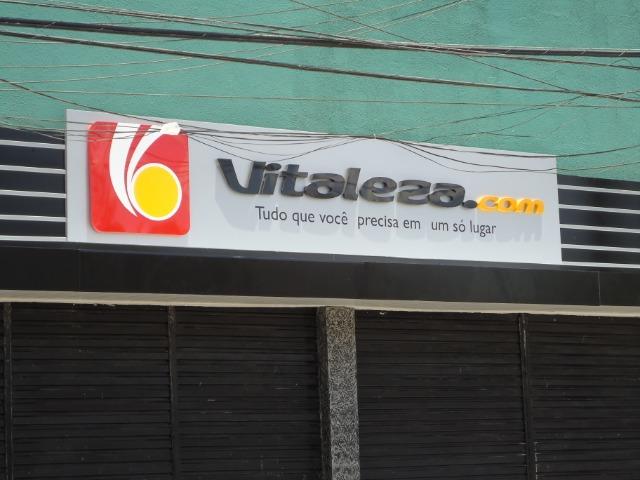 Vitaleza.com
Tudo que você precisa em um só lugar